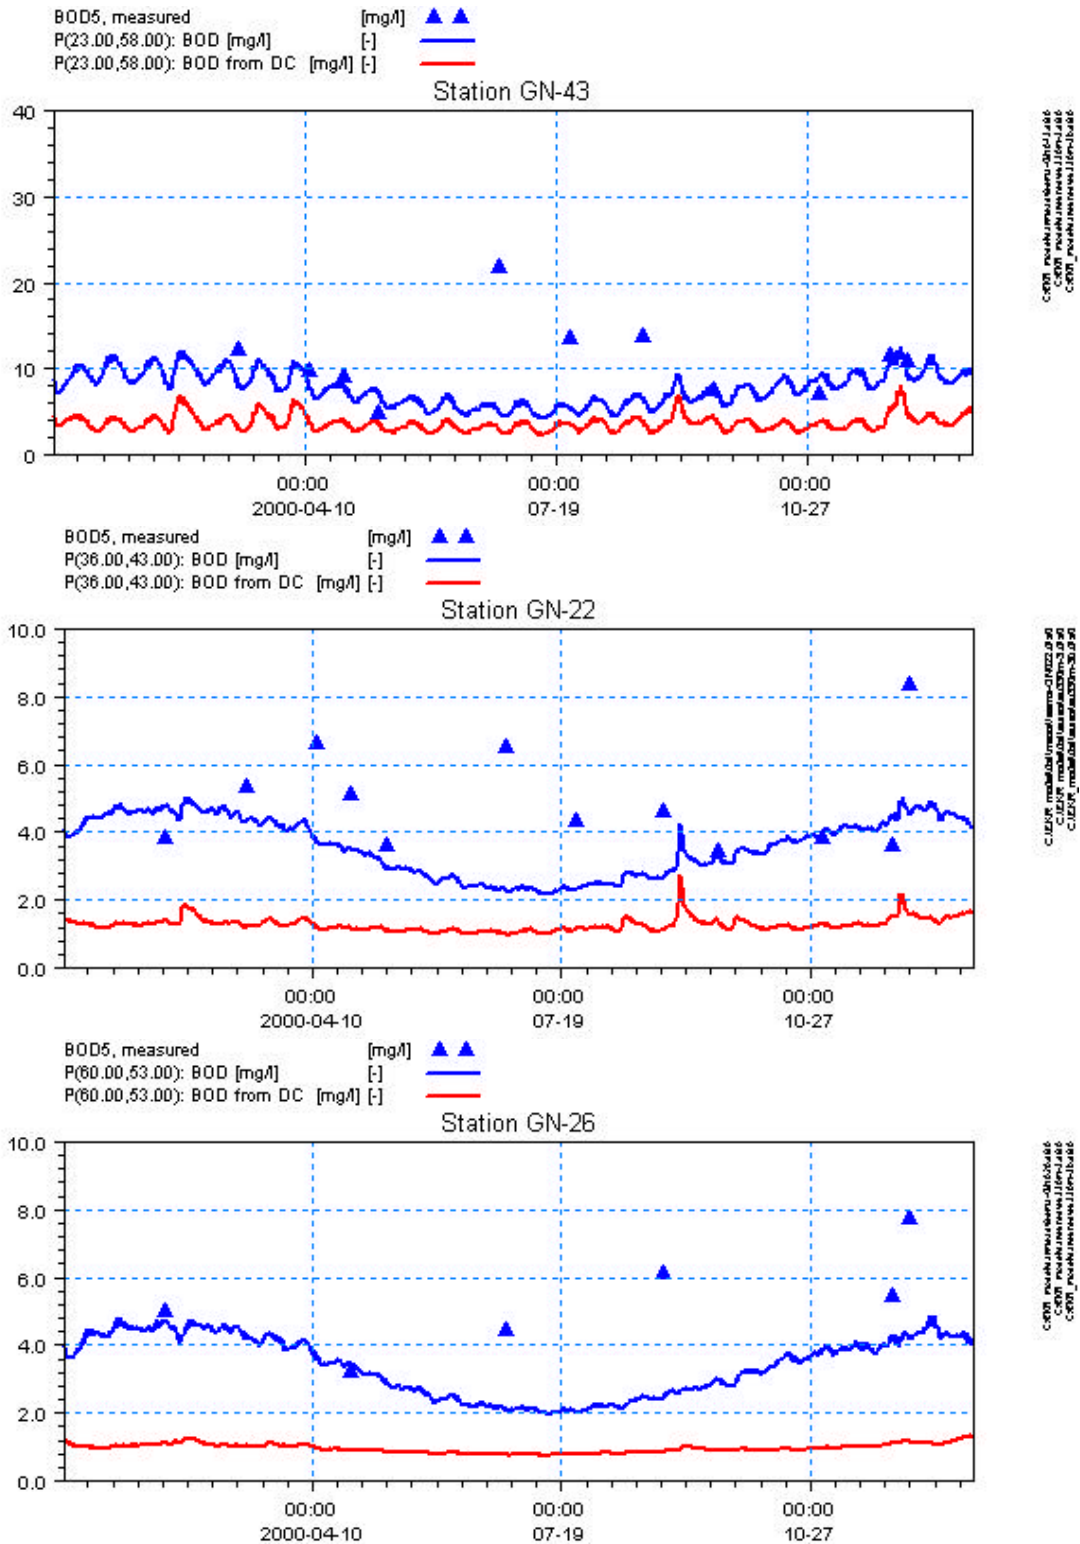 BOD5, measured [mg/l]
P(23.00,58.00): BOD [mg/l] [-]
P(23.00,58.00): BOD from DC [mg/l] [-]
Station GN-43
40
30
20
10
0
00:00 00:00 00:00
2000-04-10 07-19 10-27
BOD5, measured [mg/l]
P(36.00,43.00): BOD [mg/l] [-]
P(36.00,43.00): BOD from DC [mg/l] [-]
Station GN-22
10.0
8.0
6.0
4.0
2.0
0.0
00:00 00:00 00:00
2000-04-10 07-19 10-27
BOD5, measured [mg/l]
P(60.00,53.00): BOD [mg/l] [-]
P(60.00,53.00): BOD from DC [mg/l] [-]
Station GN-26
10.0
8.0
6.0
4.0
2.0
0.0
00:00 00:00 00:00
2000-04-10 07-19 10-27